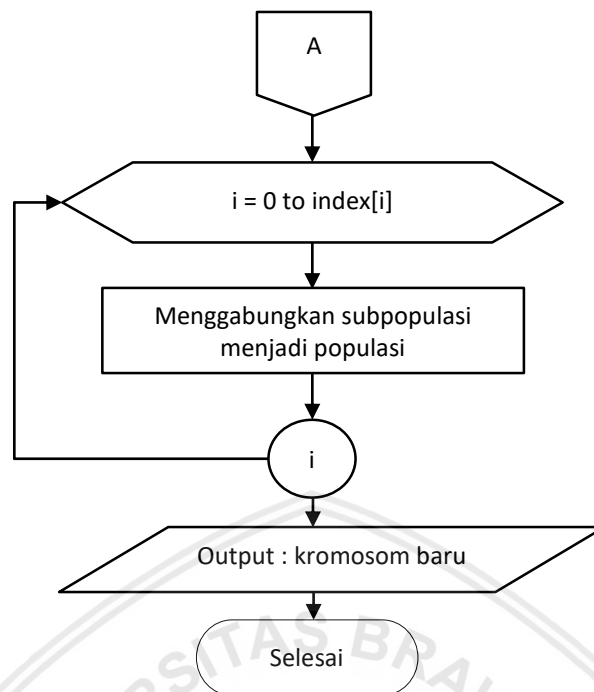 A
i = 0 to index[i]
Menggabungkan subpopulasi
menjadi populasi
i
Output : kromosom baru
Selesai